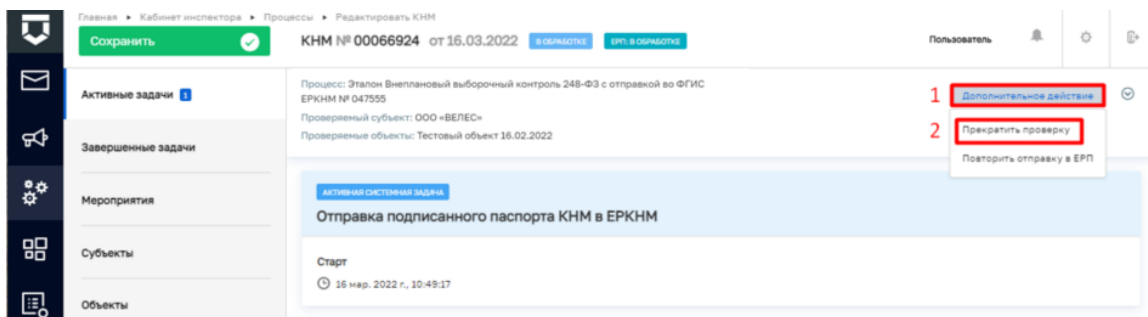 Главная ▸ Кабинет инспектора ▸ Процессы ▸ Редактировать КНМ
Сохранить
КНМ № 00066924 от 16.03.2022 В ОБРАБОТКЕ ЕРП: В ОБРАБОТКЕ
Пользователь
Активные задачи 1
Завершенные задачи
Мероприятия
Субъекты
Объекты
Процесс: Эталон Внеплановый выборочный контроль 248-ФЗ с отправкой во ФГИС
ЕРКНМ № 047555
Проверяемый субъект: ООО «ВЕЛЕС»
Проверяемые объекты: Тестовый объект 16.02.2022
1 Дополнительное действие
2 Прекратить проверку
Повторить отправку в ЕРП
АКТИВНАЯ СИСТЕМНАЯ ЗАДАЧА
Отправка подписанного паспорта КНМ в ЕРКНМ
Старт
16 мар. 2022 г., 10:49:17